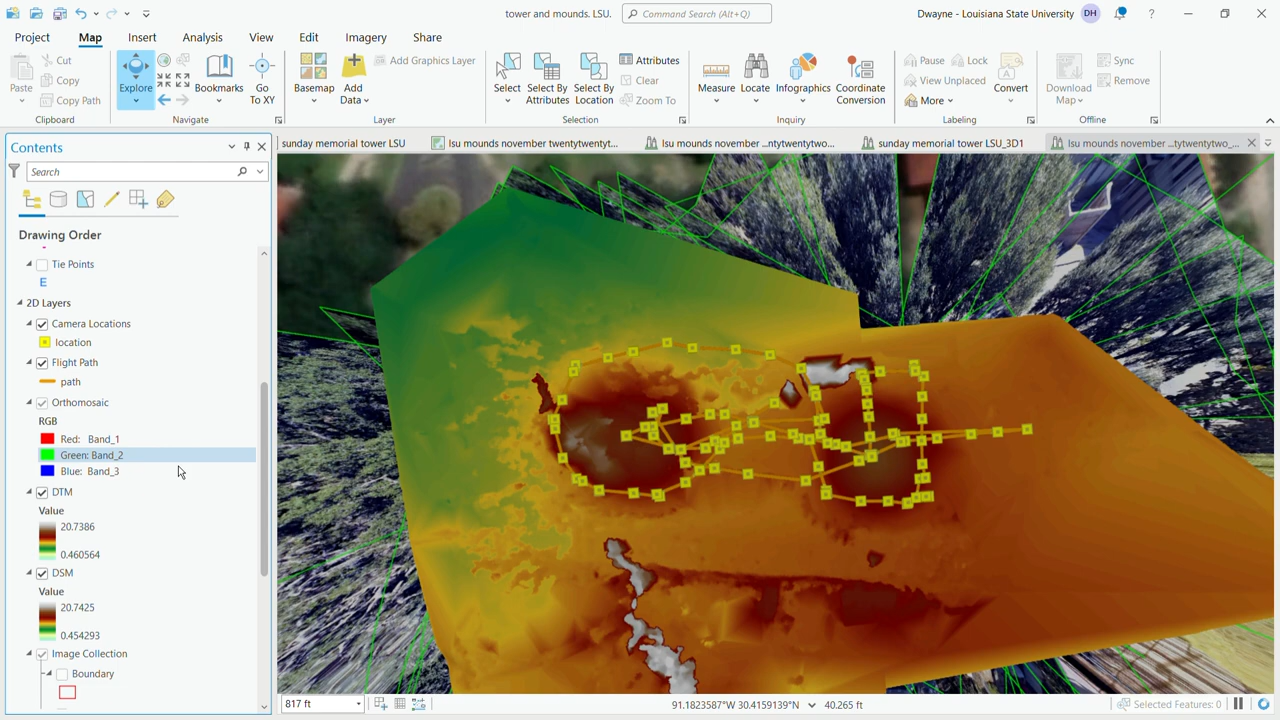 tower and mounds. LSU.
Command Search (Alt+Q)
Dwayne - Louisiana State University
DH
?
Project
Map
Insert
Analysis
View
Edit
Imagery
Share
Paste
Cut
Copy
Copy Path
Clipboard
Explore
Bookmarks
Go To XY
Navigate
Basemap
Add Data
Add Graphics Layer
Layer
Select
Select By Attributes
Select By Location
Attributes
Clear
Zoom To
Selection
Measure
Locate
Infographics
Coordinate Conversion
Inquiry
Pause
Lock
View Unplaced
More
Convert
Labeling
Download Map
Sync
Remove
Offline
Contents
sunday memorial tower LSU
lsu mounds november twentytwentyt...
lsu mounds november ...ntytwentytwo...
sunday memorial tower LSU_3D1
lsu mounds november ...tytwentytwo_...
Search
Drawing Order
Tie Points
E
2D Layers
Camera Locations
location
Flight Path
path
Orthomosaic
RGB
Red: Band_1
Green: Band_2
Blue: Band_3
DTM
Value
20.7386
0.460564
DSM
Value
20.7425
0.454293
Image Collection
Boundary
817 ft
91.1823587°W 30.4159139°N
40.265 ft
Selected Features: 0